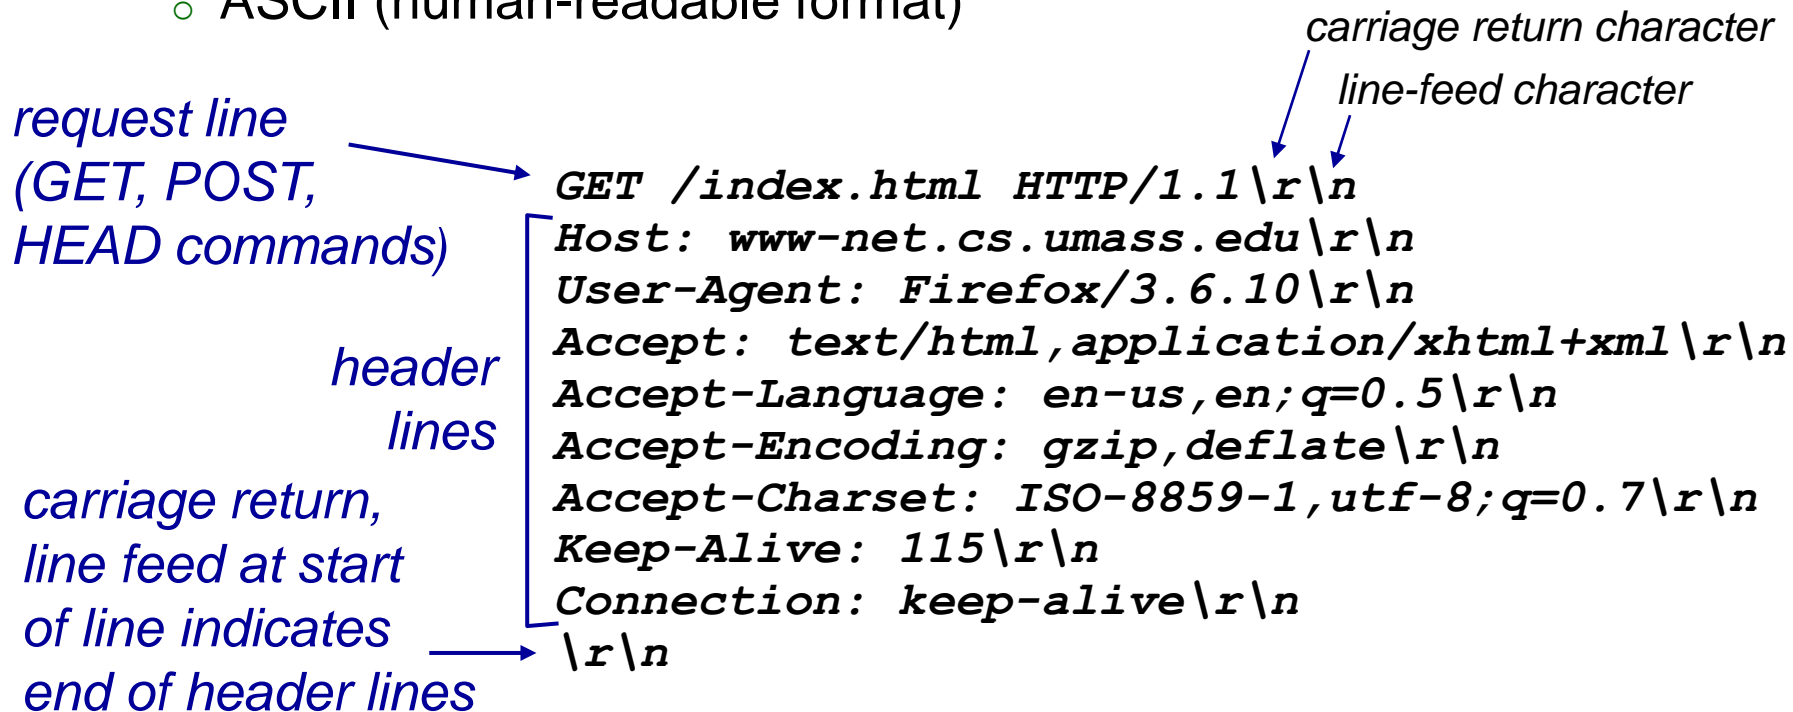 ○ ASCII (human-readable format)
carriage return character
line-feed character
request line
(GET, POST,
HEAD commands)
GET /index.html HTTP/1.1\r\n
Host: www-net.cs.umass.edu\r\n
User-Agent: Firefox/3.6.10\r\n
Accept: text/html,application/xhtml+xml\r\n
Accept-Language: en-us,en;q=0.5\r\n
Accept-Encoding: gzip,deflate\r\n
Accept-Charset: ISO-8859-1,utf-8;q=0.7\r\n
Keep-Alive: 115\r\n
Connection: keep-alive\r\n
\r\n
header
lines
carriage return,
line feed at start
of line indicates
end of header lines